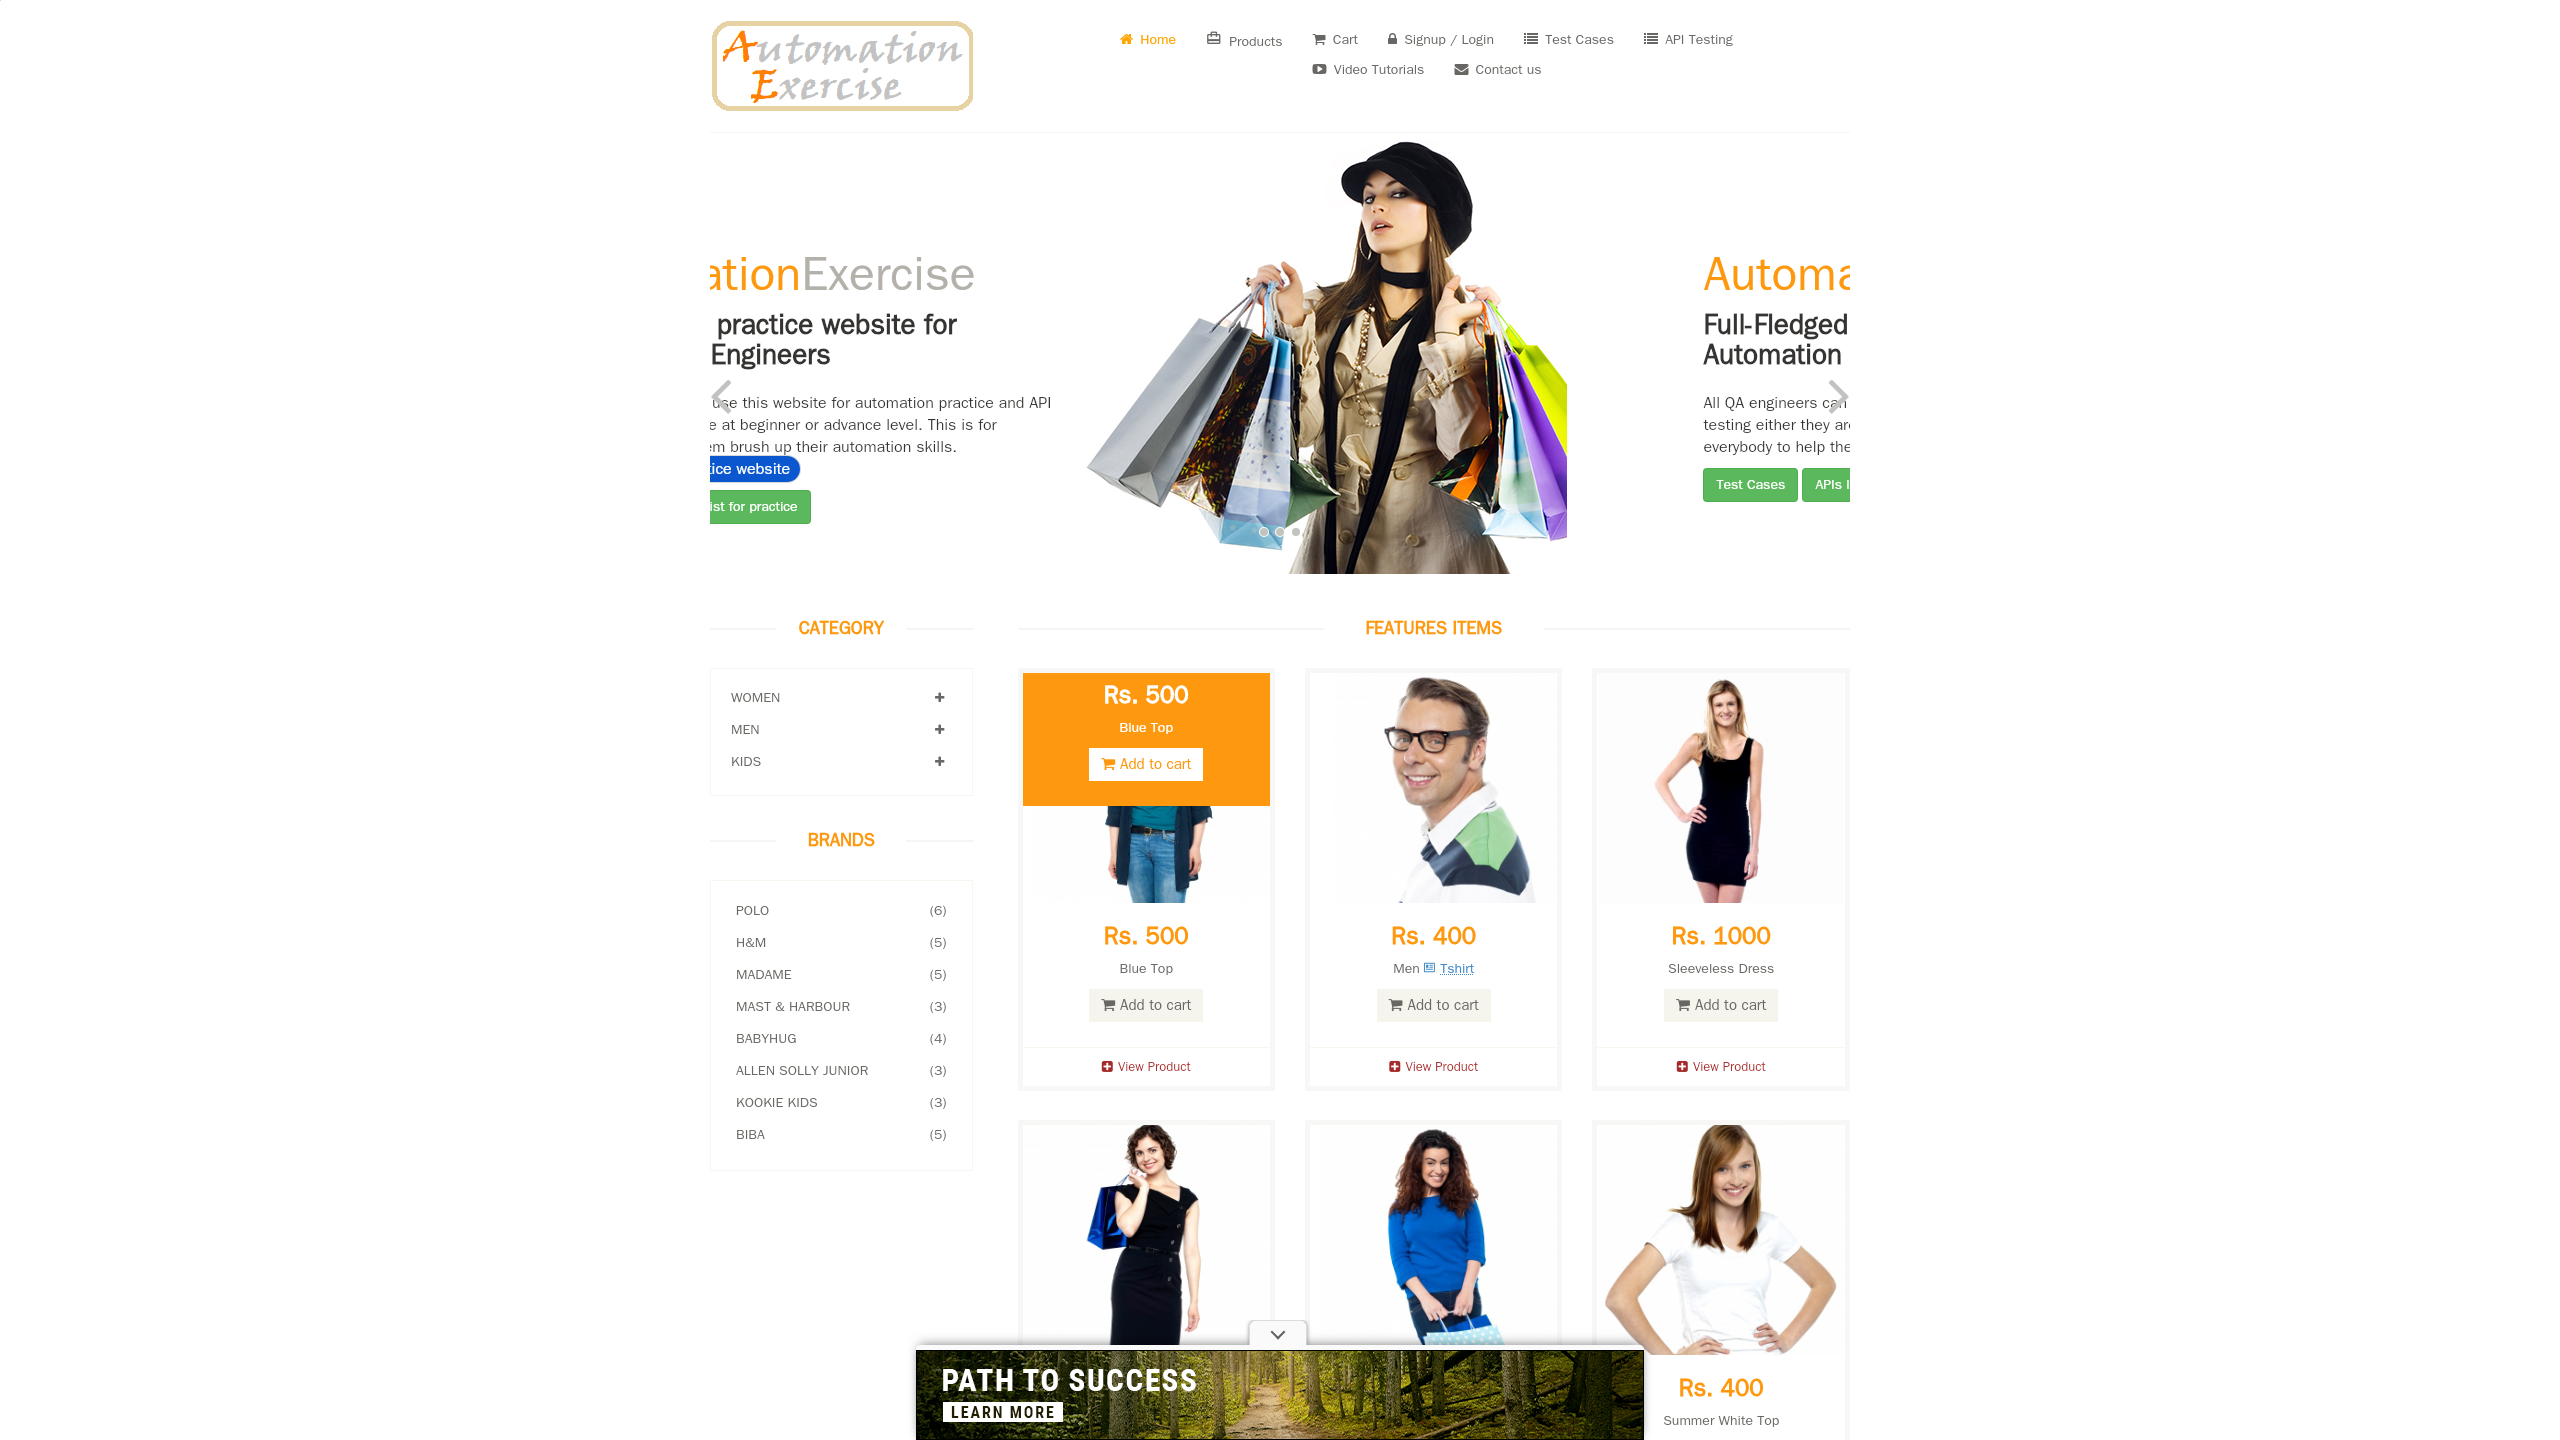 Automation
Exercise
Home
Products
Cart
Signup / Login
Test Cases
API Testing
Video Tutorials
Contact us
ationExercise
practice website for
Engineers
use this website for automation practice and API
e at beginner or advance level. This is for
em brush up their automation skills.
tice website
ist for practice
Automa
Full-Fledged
Automation
All QA engineers can
testing either they are
everybody to help the
Test Cases
APIs l
CATEGORY
WOMEN
MEN
KIDS
BRANDS
POLO (6)
H&M (5)
MADAME (5)
MAST & HARBOUR (3)
BABYHUG (4)
ALLEN SOLLY JUNIOR (3)
KOOKIE KIDS (3)
BIBA (5)
FEATURES ITEMS
Rs. 500
Blue Top
Add to cart
Rs. 500
Blue Top
Add to cart
View Product
Rs. 400
Men Tshirt
Add to cart
View Product
Rs. 1000
Sleeveless Dress
Add to cart
View Product
Rs. 400
Summer White Top
PATH TO SUCCESS
LEARN MORE